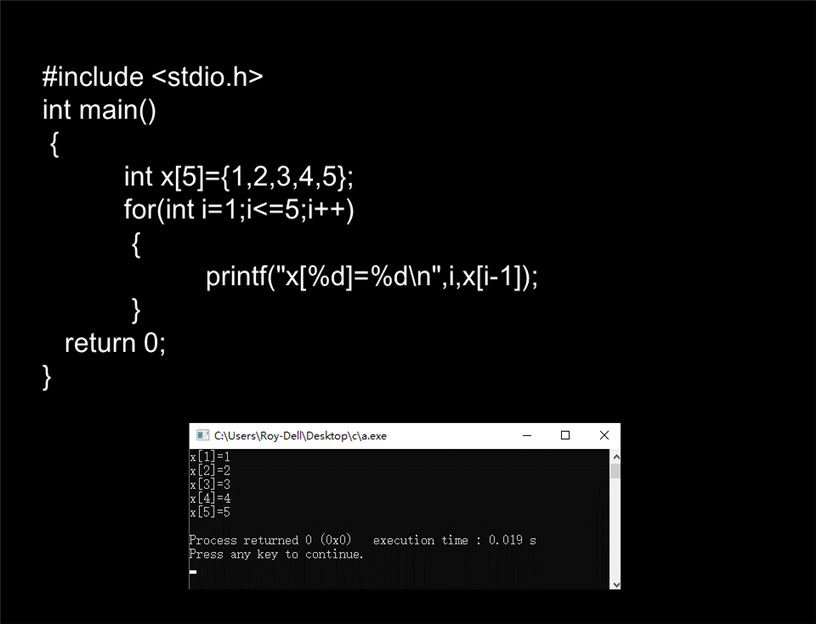 #include <stdio.h>
int main()
{
int x[5]={1,2,3,4,5};
for(int i=1;i<=5;i++)
{
printf("x[%d]=%d\n",i,x[i-1]);
}
return 0;
}
C:\Users\Roy-Dell\Desktop\c\a.exe
x[1]=1
x[2]=2
x[3]=3
x[4]=4
x[5]=5
Process returned 0 (0x0)   execution time : 0.019 s
Press any key to continue.